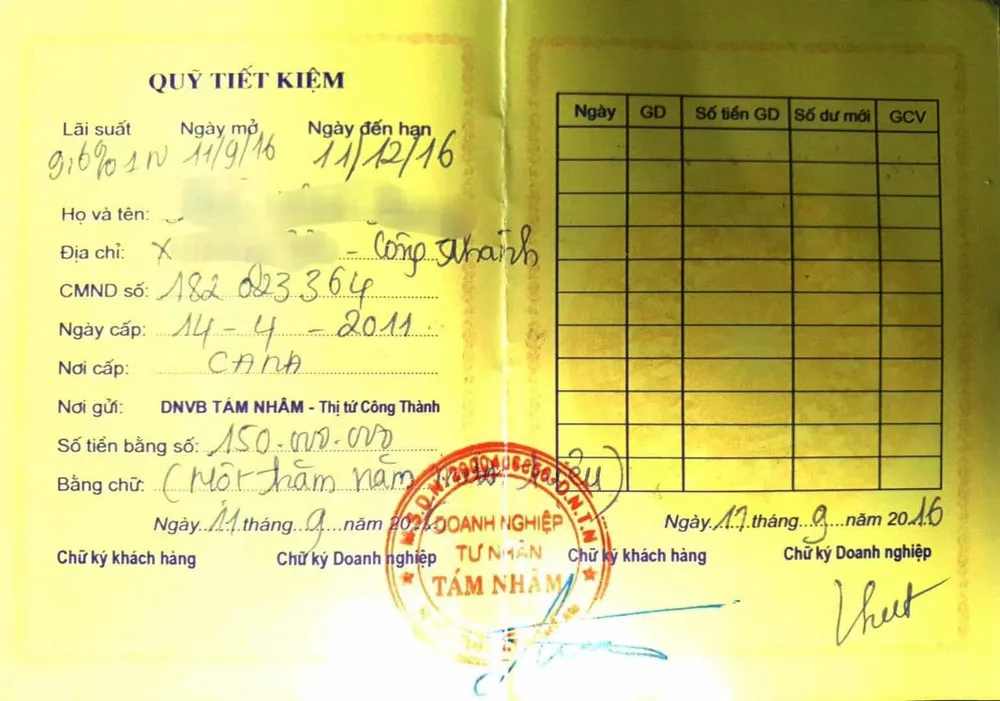 QUỸ TIẾT KIỆM
Lãi suất Ngày mở Ngày đến hạn
9,6% 1N 11/9/16 11/12/16
Họ và tên:
Địa chỉ: X - Công Thành
CMND số: 182 023 364
Ngày cấp: 14 - 4 - 2011
Nơi cấp: CANA
Nơi gửi: DNVB TÁM NHÂM - Thị tứ Công Thành
Số tiền bằng số: 150.000.000
Bằng chữ: (Một trăm năm mươi triệu)
Ngày 11 tháng 9 năm 20
Chữ ký khách hàng Chữ ký Doanh nghiệp
DOANH NGHIỆP
TƯ NHÂN
TÁM NHÂM
Ngày GD Số tiền GD Số dư mới GCV
Ngày 11 tháng 9 năm 2016
Chữ ký khách hàng Chữ ký Doanh nghiệp